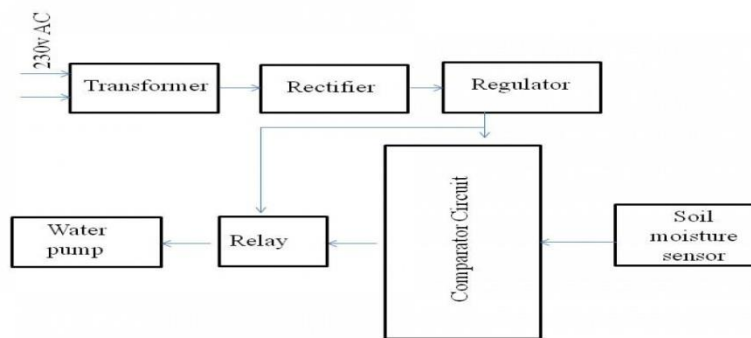 230v AC
Transformer
Rectifier
Regulator
Water
pump
Relay
Comparator Circuit
Soil
moisture
sensor